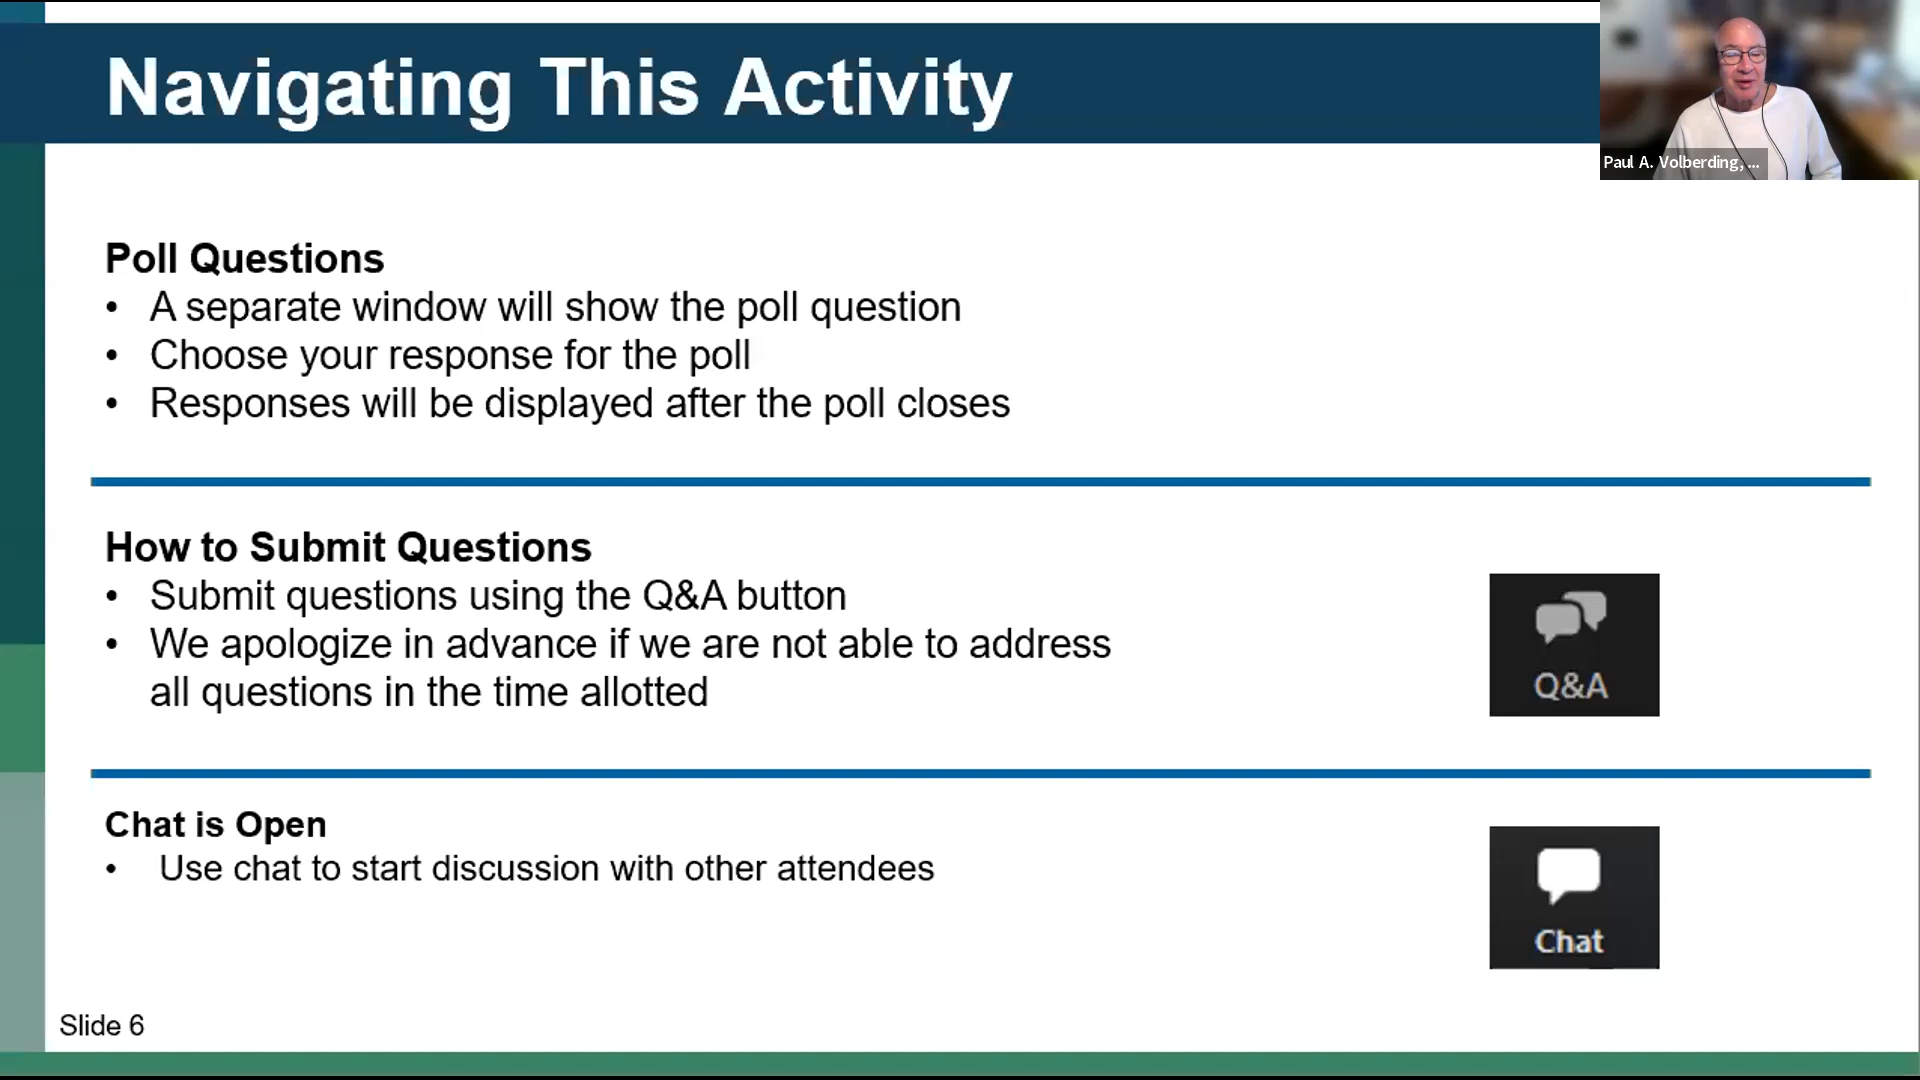 Navigating This Activity
Paul A. Volberding, ...
Poll Questions
• A separate window will show the poll question
• Choose your response for the poll
• Responses will be displayed after the poll closes
How to Submit Questions
• Submit questions using the Q&A button
• We apologize in advance if we are not able to address
all questions in the time allotted
Q&A
Chat is Open
• Use chat to start discussion with other attendees
Chat
Slide 6